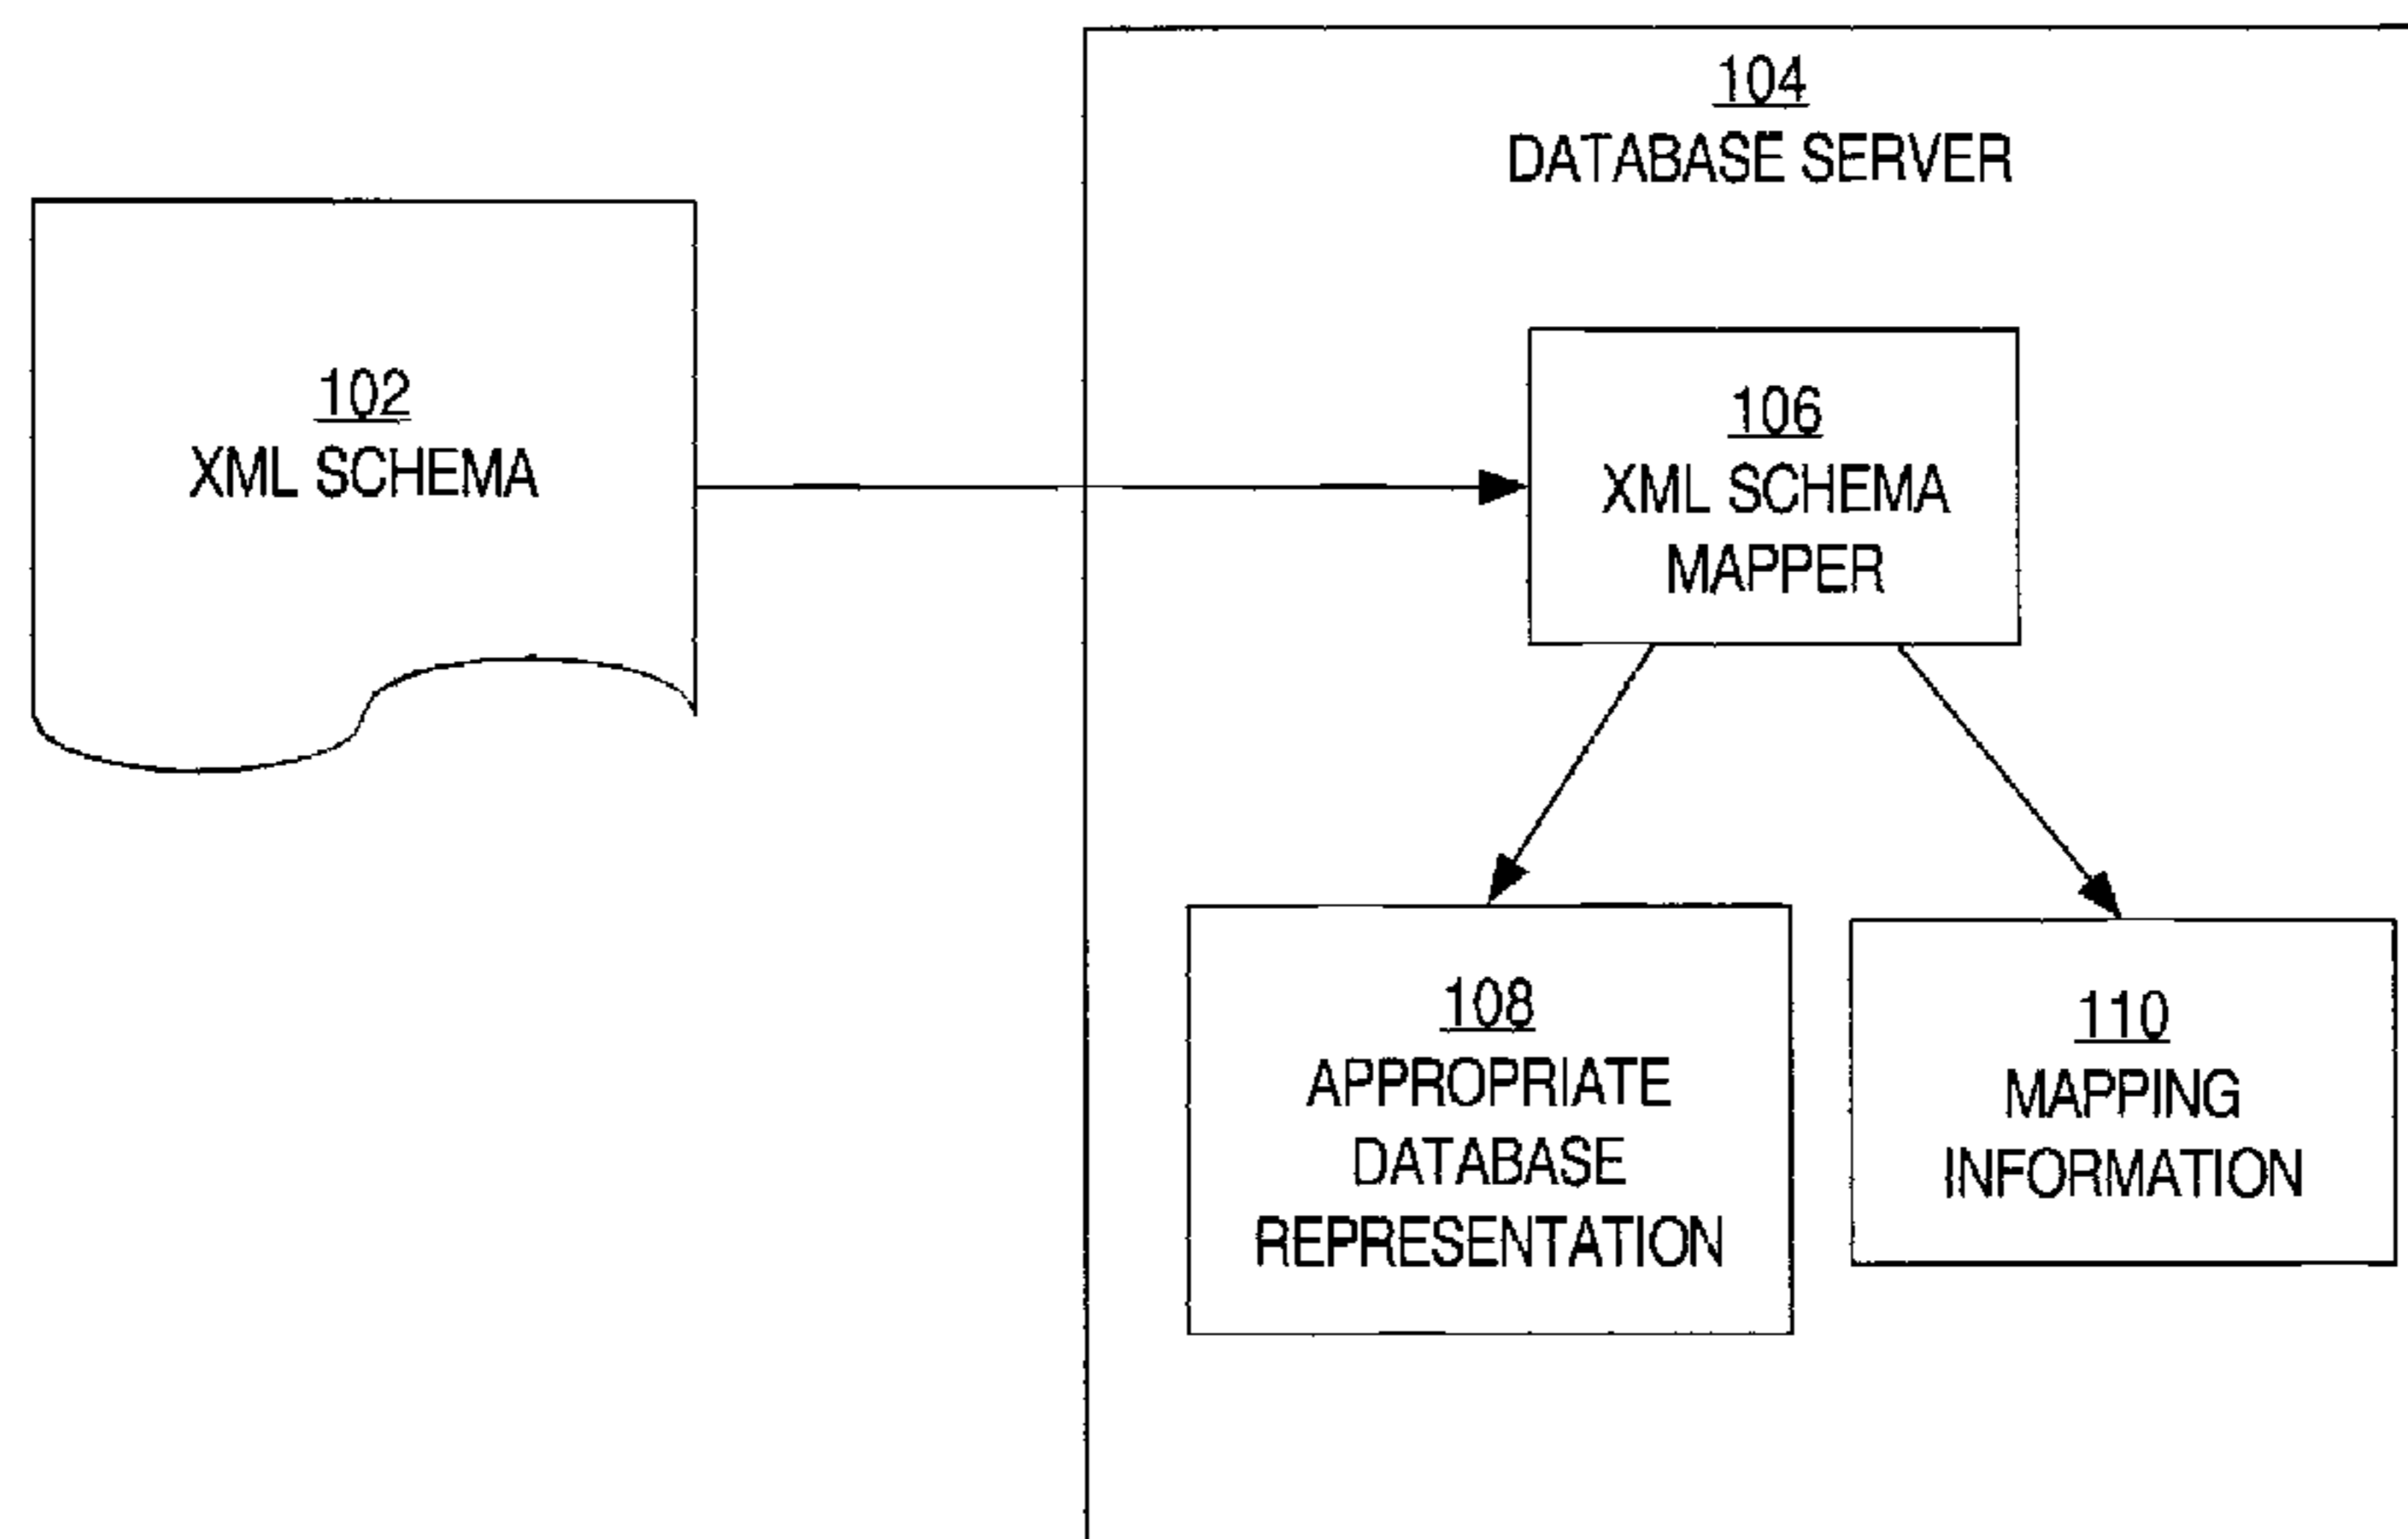 104
DATABASE SERVER
102
XML SCHEMA
106
XML SCHEMA
MAPPER
108
APPROPRIATE
DATABASE
REPRESENTATION
110
MAPPING
INFORMATION